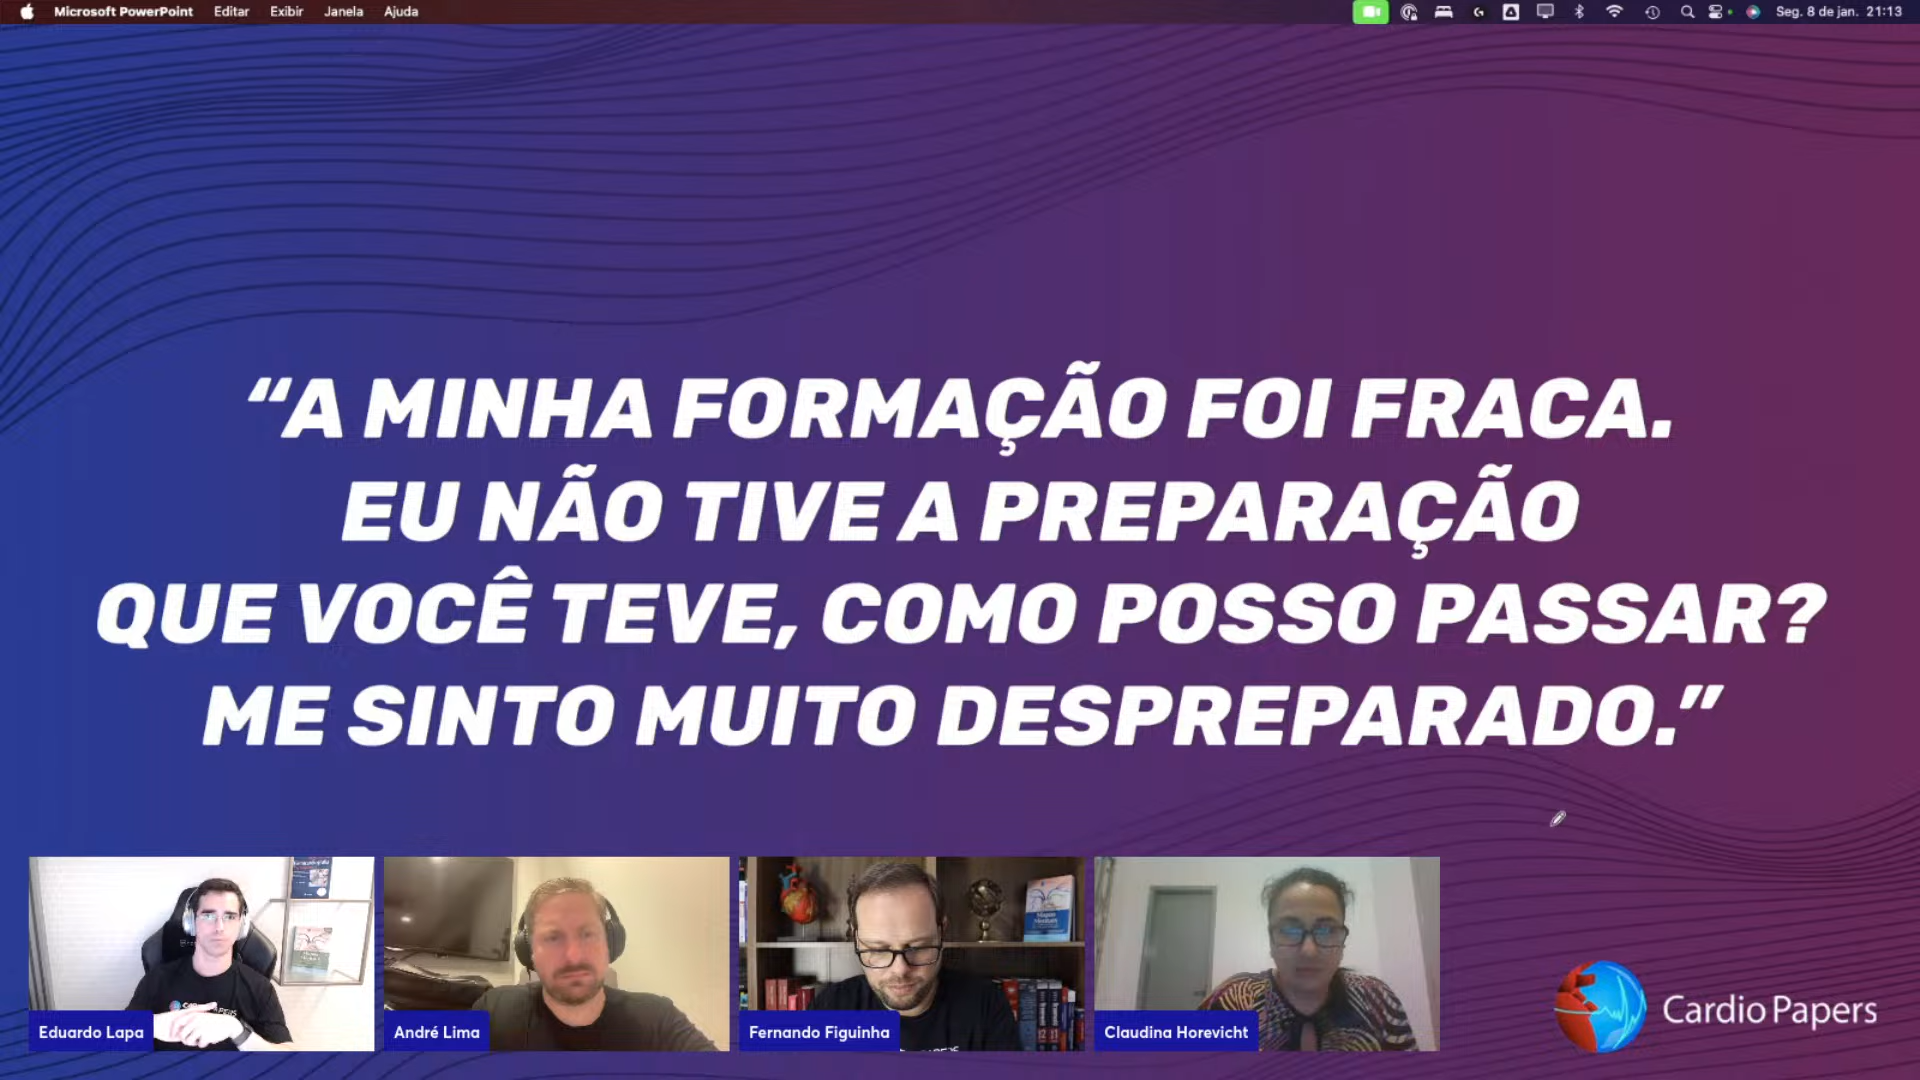 Microsoft PowerPoint Editar Exibir Janela Ajuda Seg. 8 de jan. 21:13
“A MINHA FORMAÇÃO FOI FRACA.
EU NÃO TIVE A PREPARAÇÃO
QUE VOCÊ TEVE, COMO POSSO PASSAR?
ME SINTO MUITO DESPREPARADO.”
Eduardo Lapa
André Lima
Fernando Figuinha
Claudina Horevicht
Cardio Papers